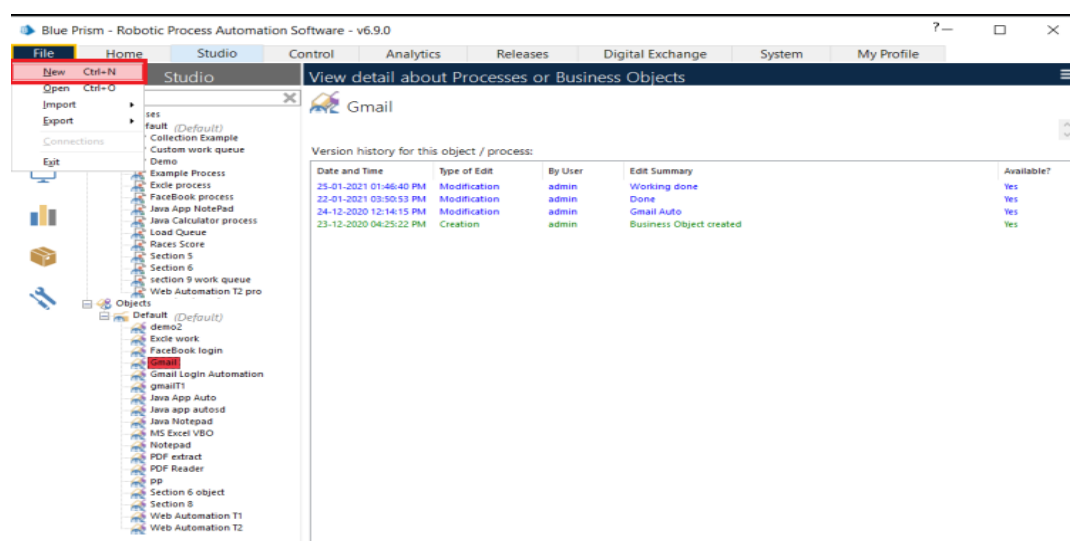 Blue Prism - Robotic Process Automation Software - v6.9.0
?
File Home Studio Control Analytics Releases Digital Exchange System My Profile
New Ctrl+N
Open Ctrl+O
Import
Export
Connections
Exit
Studio
View detail about Processes or Business Objects
Gmail
ses
fault (Default)
Collection Example
Custom work queue
Demo
Example Process
Excle process
FaceBook process
Java App NotePad
Java Calculator process
Load Queue
Races Score
Section 5
Section 6
section 9 work queue
Web Automation T2 pro
Objects
Default (Default)
demo2
Excle work
FaceBook login
Gmail
Gmail Login Automation
gmailT1
Java App Auto
Java app autosd
Java Notepad
MS Excel VBO
Notepad
PDF extract
PDF Reader
pp
Section 6 object
Section 8
Web Automation T1
Web Automation T2
Version history for this object / process:
Date and Time Type of Edit By User Edit Summary Available?
25-01-2021 01:46:40 PM Modification admin Working done Yes
22-01-2021 03:50:53 PM Modification admin Done Yes
24-12-2020 12:14:15 PM Modification admin Gmail Auto Yes
23-12-2020 04:25:22 PM Creation admin Business Object created Yes